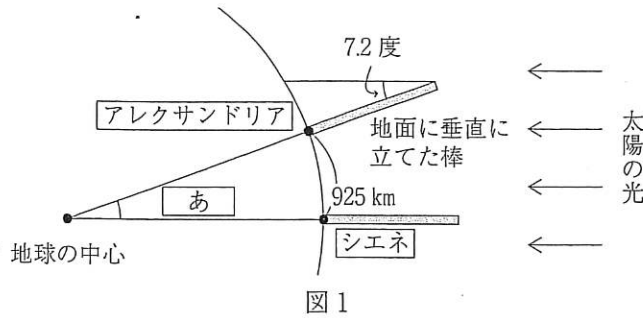 7.2 度
アレクサンドリア
地面に垂直に
立てた棒
太陽の光
あ
925 km
シエネ
地球の中心
図 1